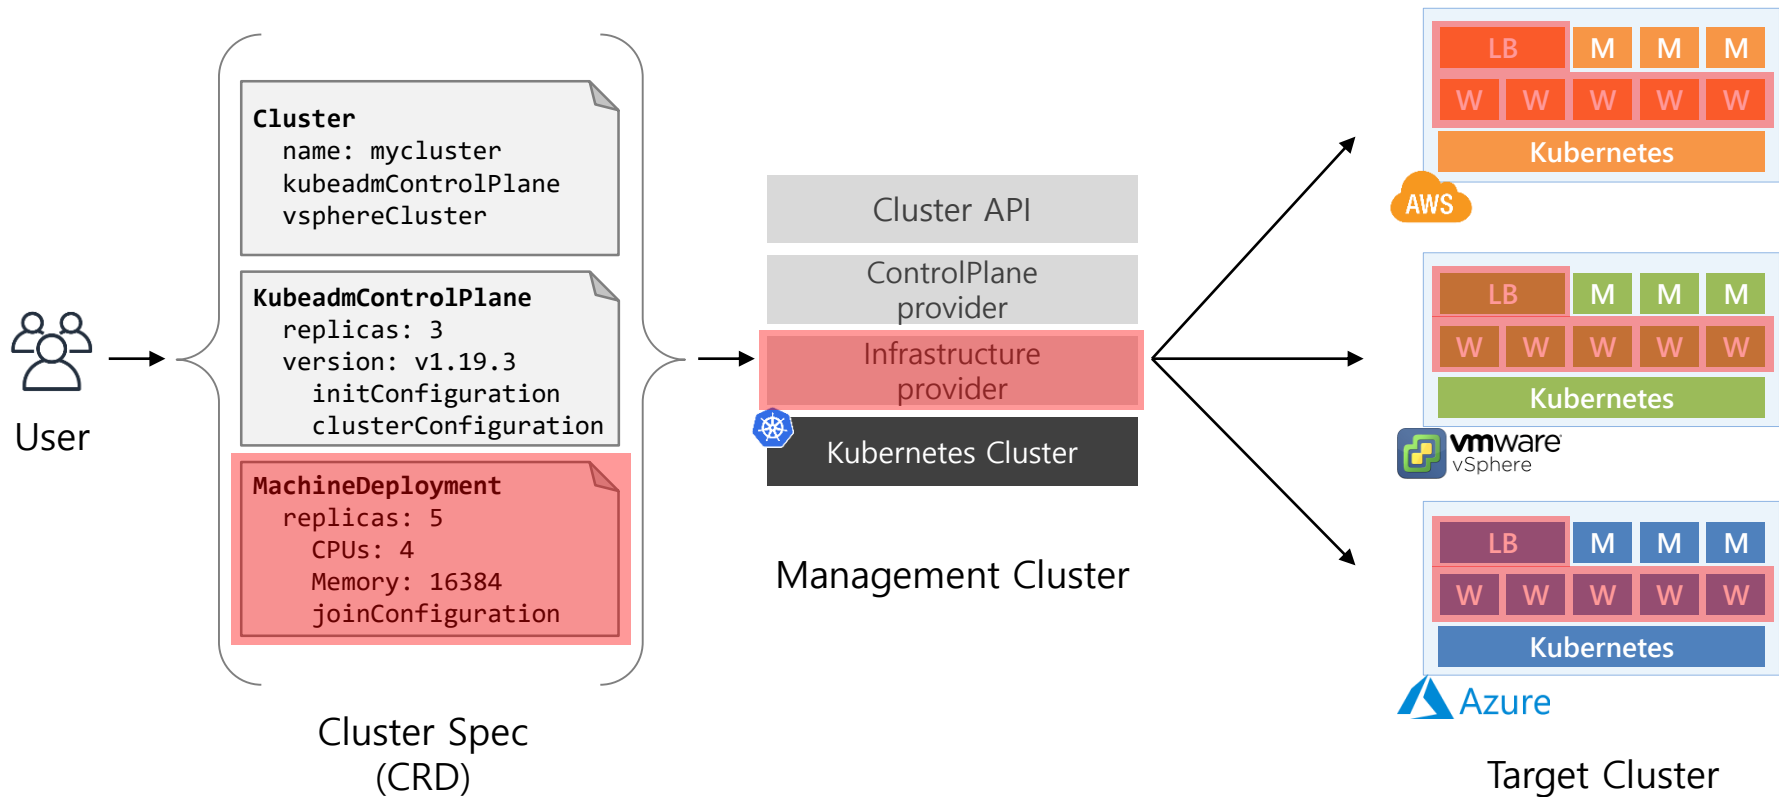 User
Cluster
name: mycluster
kubeadmControlPlane
vsphereCluster
KubeadmControlPlane
replicas: 3
version: v1.19.3
initConfiguration
clusterConfiguration
MachineDeployment
replicas: 5
CPUs: 4
Memory: 16384
joinConfiguration
Cluster Spec
(CRD)
Cluster API
ControlPlane
provider
Infrastructure
provider
Kubernetes Cluster
Management Cluster
LB M M M
W W W W W
Kubernetes
AWS
LB M M M
W W W W W
Kubernetes
vmware
vSphere
LB M M M
W W W W W
Kubernetes
Azure
Target Cluster